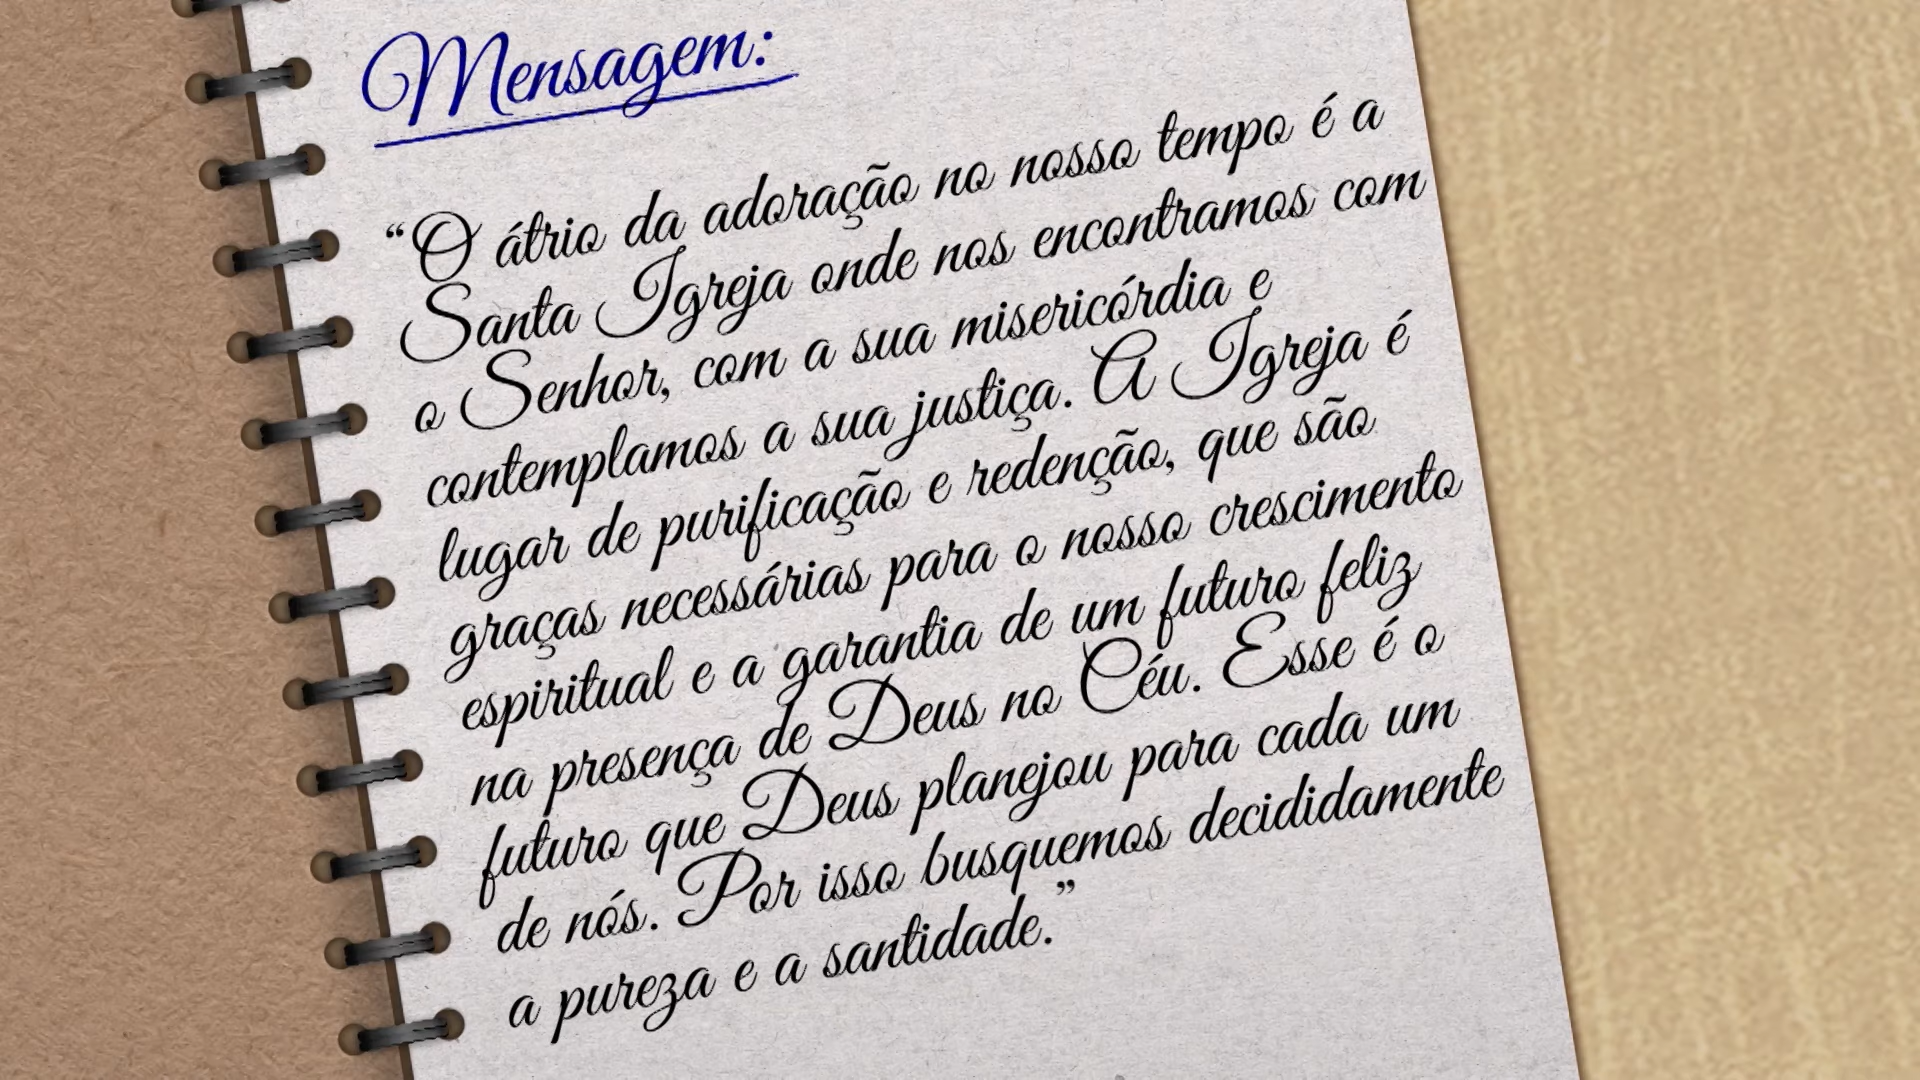 Mensagem:
“O átrio da adoração no nosso tempo é a
Santa Igreja onde nos encontramos com
o Senhor, com a sua misericórdia e
contemplamos a sua justiça. A Igreja é
lugar de purificação e redenção, que são
graças necessárias para o nosso crescimento
espiritual e a garantia de um futuro feliz
na presença de Deus no Céu. Esse é o
futuro que Deus planejou para cada um
de nós. Por isso busquemos decididamente
a pureza e a santidade.”